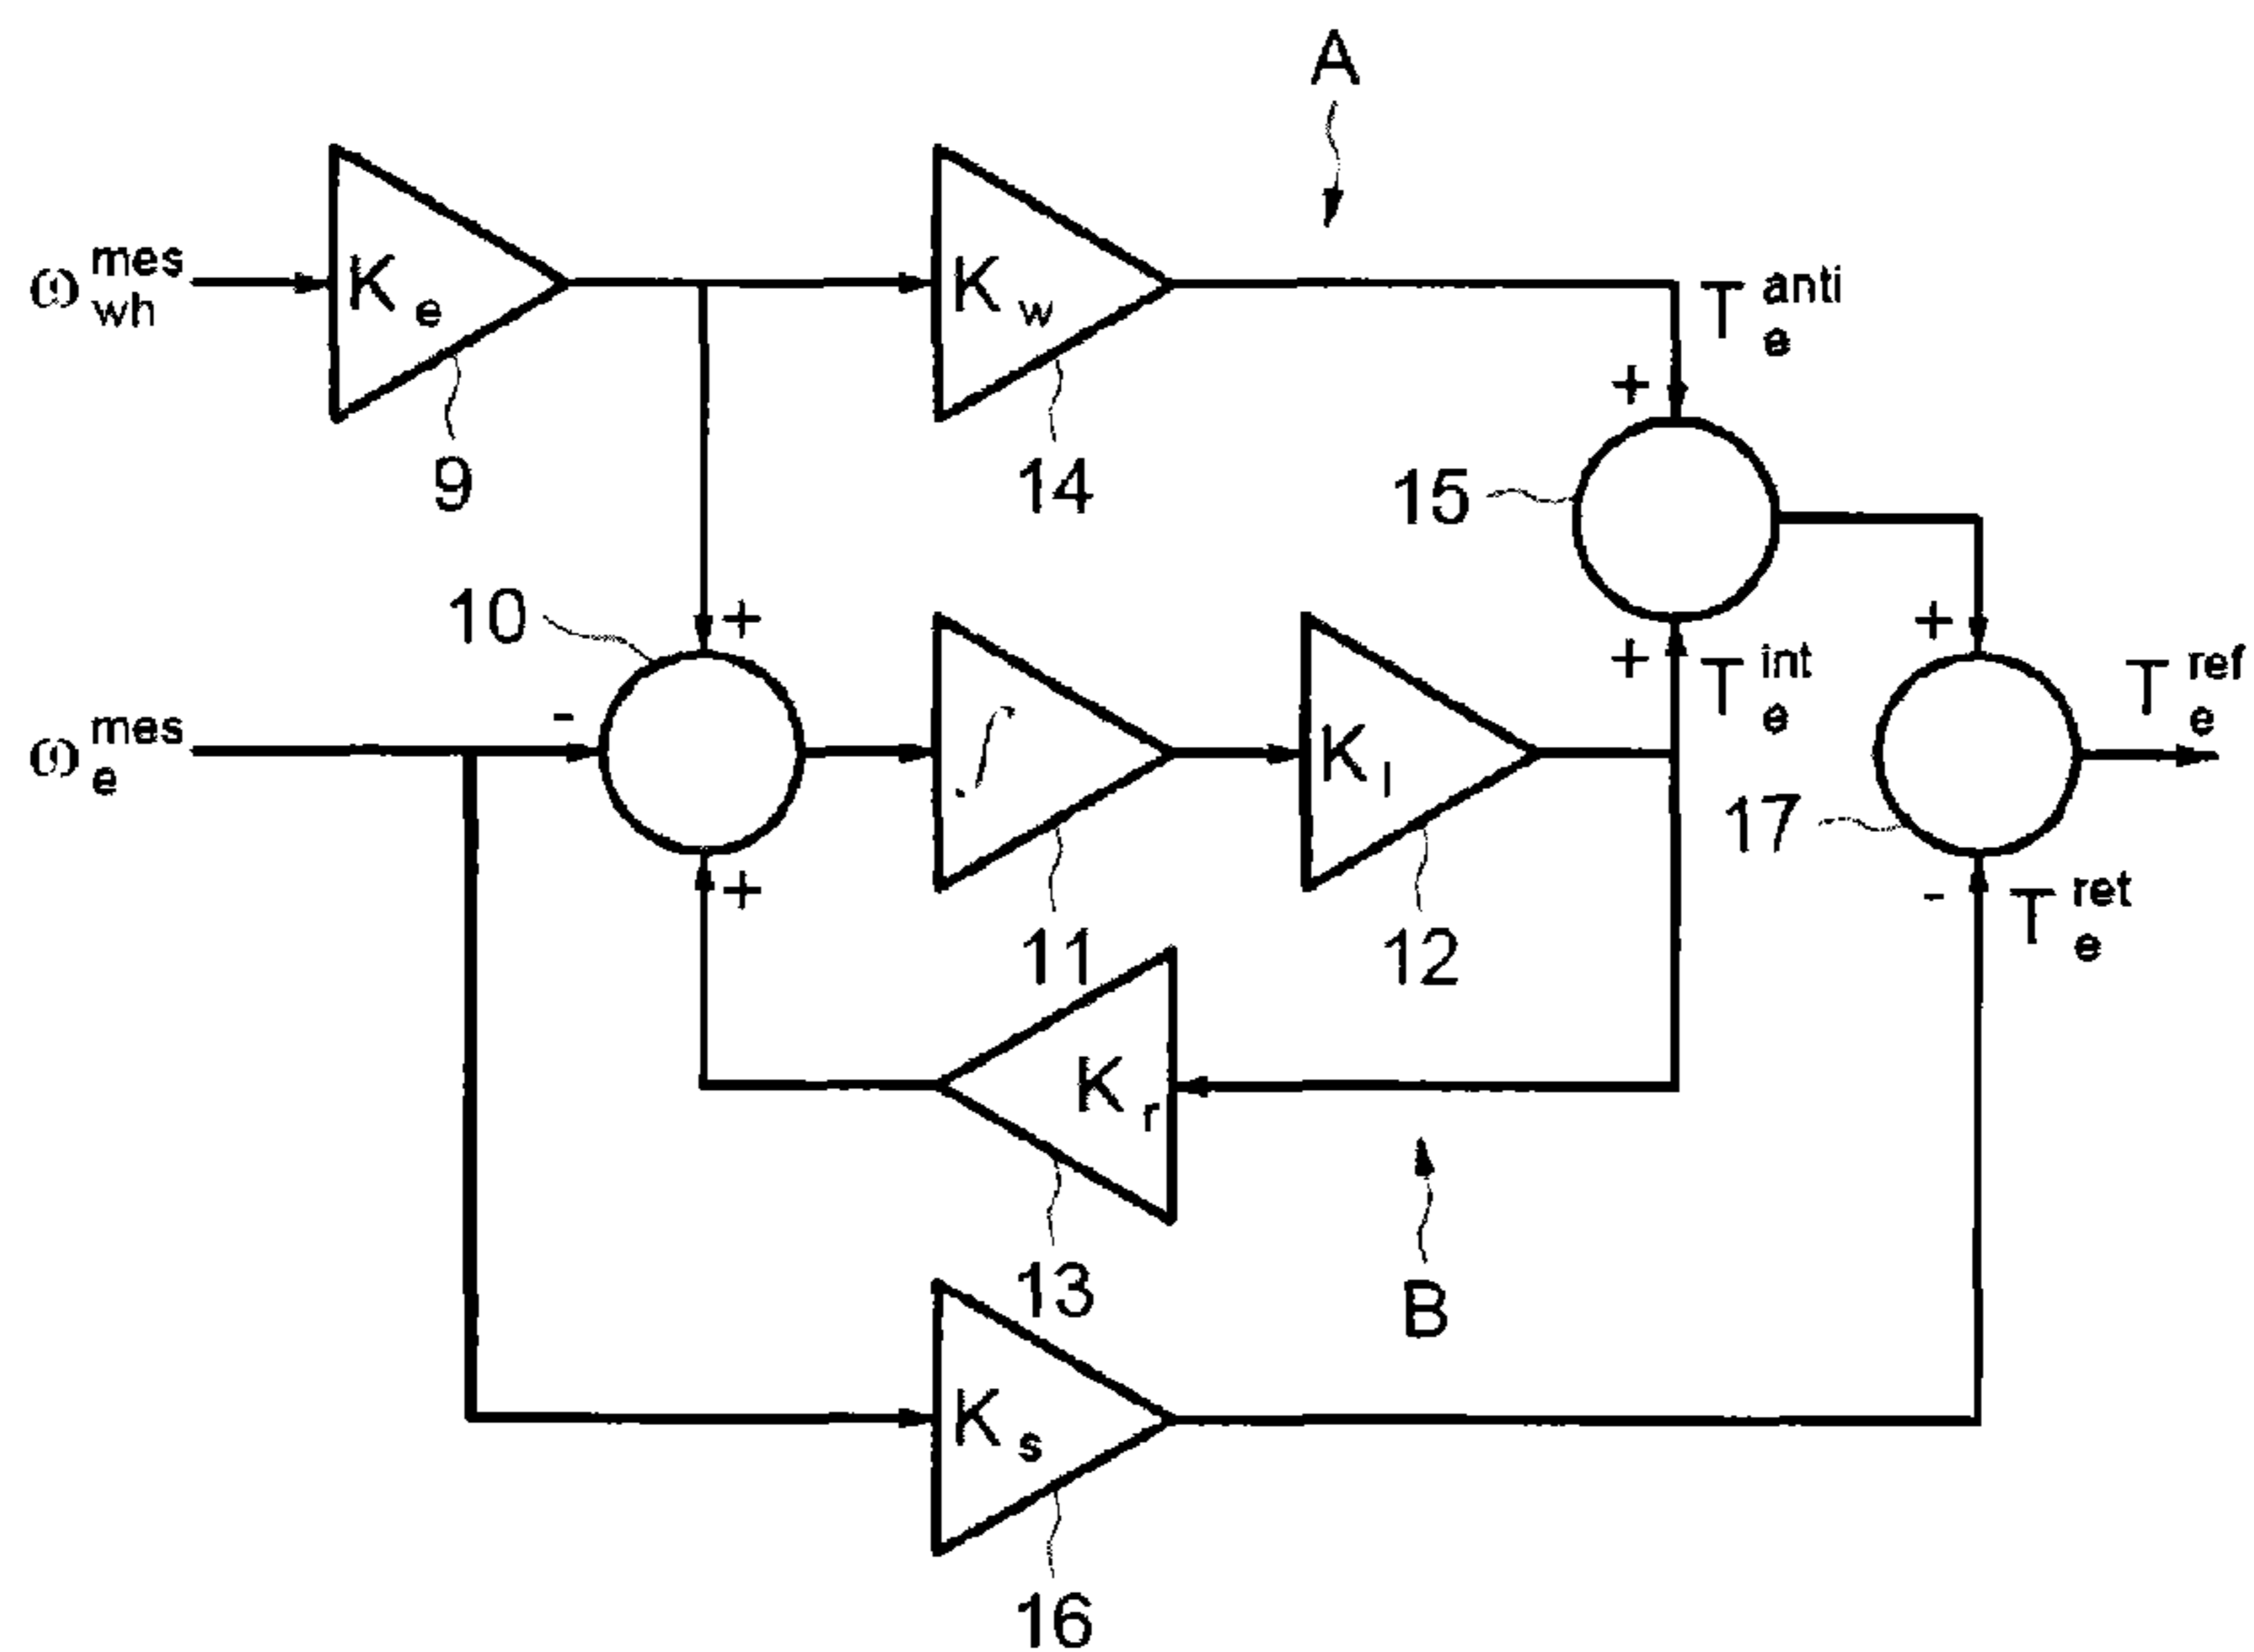 A
ω wh mes
K e
K w
T e anti
9
14
+
15
10
+
+
+
T e int
T e ref
ω e mes
-
∫
K I
17
+
-
T e ret
11
12
K r
13
B
K s
16